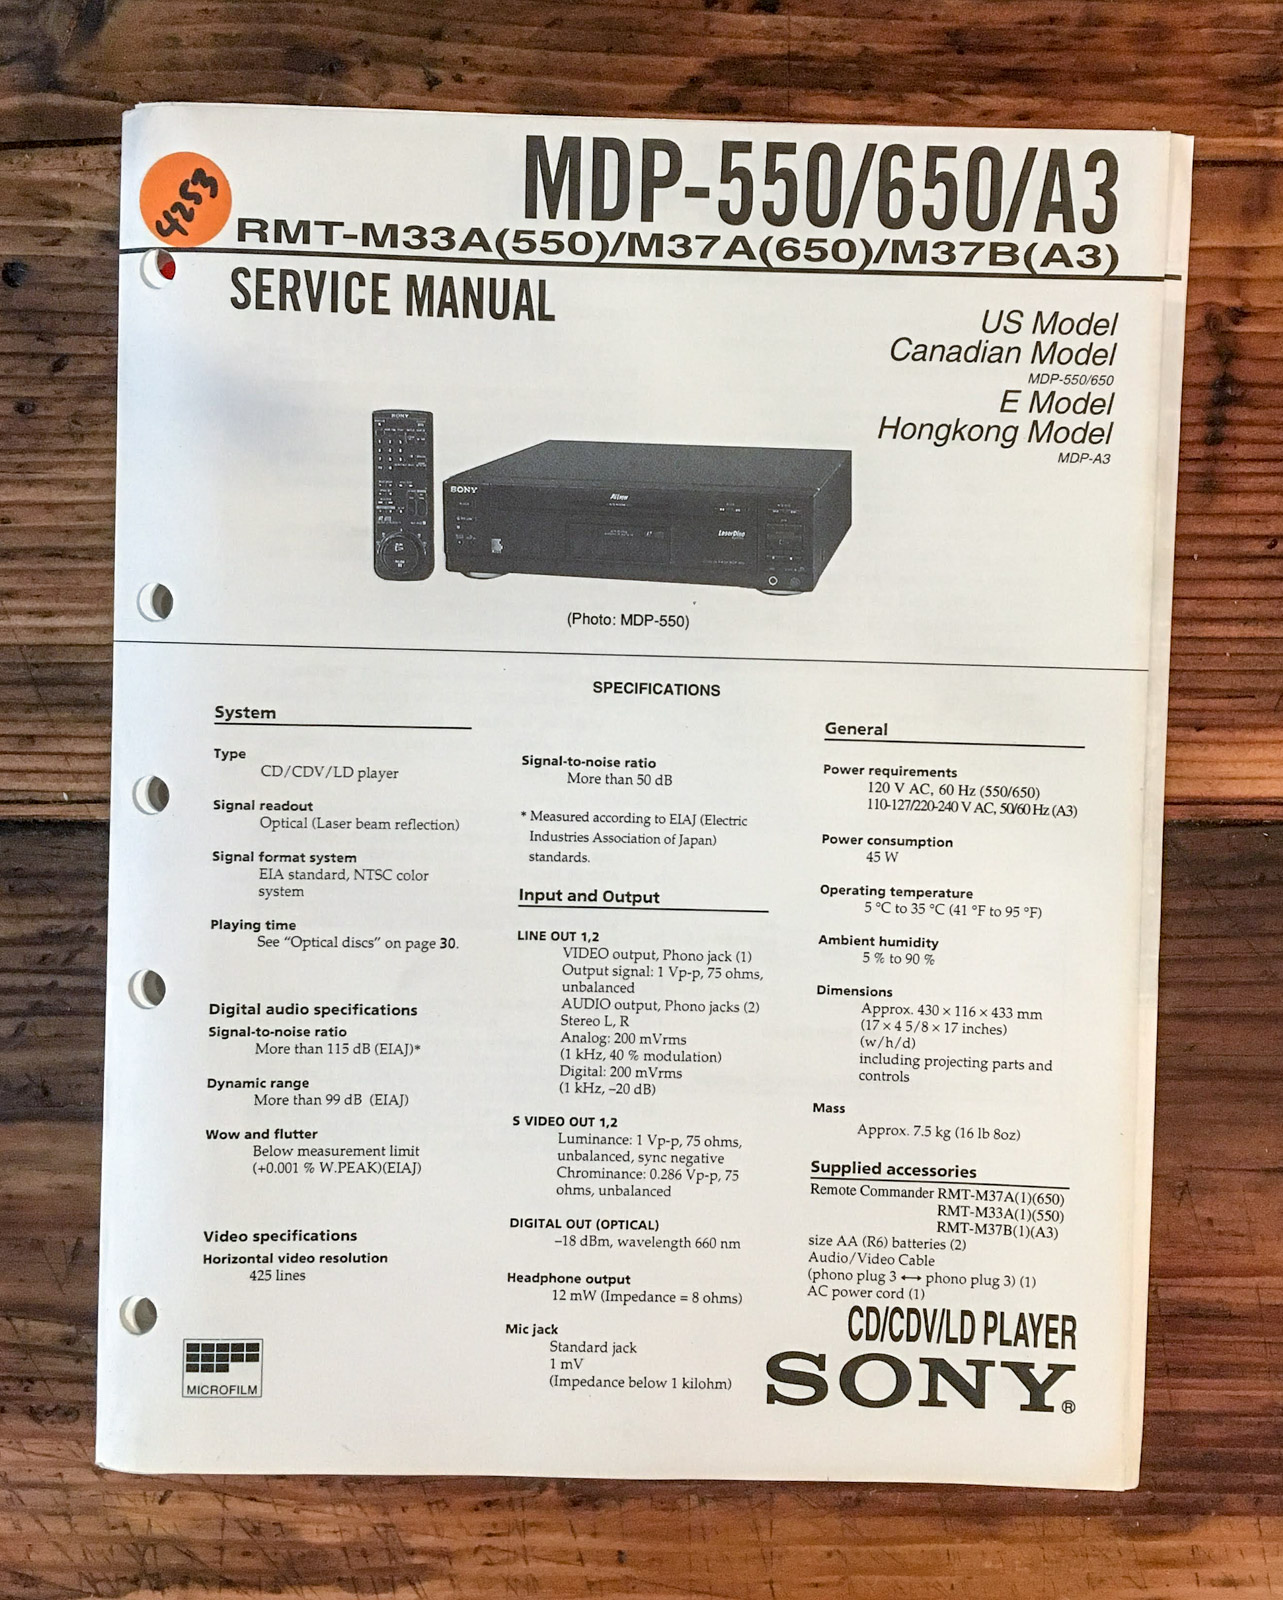 4253
MDP-550/650/A3
RMT-M33A(550)/M37A(650)/M37B(A3)
SERVICE MANUAL
US Model
Canadian Model
MDP-550/650
E Model
Hongkong Model
MDP-A3
SONY
SONY
LaserDisc
(Photo: MDP-550)
SPECIFICATIONS
System
Type
CD/CDV/LD player
Signal readout
Optical (Laser beam reflection)
Signal format system
EIA standard, NTSC color
system
Playing time
See "Optical discs" on page 30.
Digital audio specifications
Signal-to-noise ratio
More than 115 dB (EIAJ)*
Dynamic range
More than 99 dB (EIAJ)
Wow and flutter
Below measurement limit
(+0.001 % W.PEAK)(EIAJ)
Video specifications
Horizontal video resolution
425 lines
MICROFILM
Signal-to-noise ratio
More than 50 dB
* Measured according to EIAJ (Electric
Industries Association of Japan)
standards.
Input and Output
LINE OUT 1,2
VIDEO output, Phono jack (1)
Output signal: 1 Vp-p, 75 ohms,
unbalanced
AUDIO output, Phono jacks (2)
Stereo L, R
Analog: 200 mVrms
(1 kHz, 40 % modulation)
Digital: 200 mVrms
(1 kHz, –20 dB)
S VIDEO OUT 1,2
Luminance: 1 Vp-p, 75 ohms,
unbalanced, sync negative
Chrominance: 0.286 Vp-p, 75
ohms, unbalanced
DIGITAL OUT (OPTICAL)
–18 dBm, wavelength 660 nm
Headphone output
12 mW (Impedance = 8 ohms)
Mic jack
Standard jack
1 mV
(Impedance below 1 kilohm)
General
Power requirements
120 V AC, 60 Hz (550/650)
110-127/220-240 V AC, 50/60 Hz (A3)
Power consumption
45 W
Operating temperature
5 °C to 35 °C (41 °F to 95 °F)
Ambient humidity
5 % to 90 %
Dimensions
Approx. 430 × 116 × 433 mm
(17 × 4 5/8 × 17 inches)
(w/h/d)
including projecting parts and
controls
Mass
Approx. 7.5 kg (16 lb 8oz)
Supplied accessories
Remote Commander RMT-M37A(1)(650)
RMT-M33A(1)(550)
RMT-M37B(1)(A3)
size AA (R6) batteries (2)
Audio/Video Cable
(phono plug 3 ↔ phono plug 3) (1)
AC power cord (1)
CD/CDV/LD PLAYER
SONY®